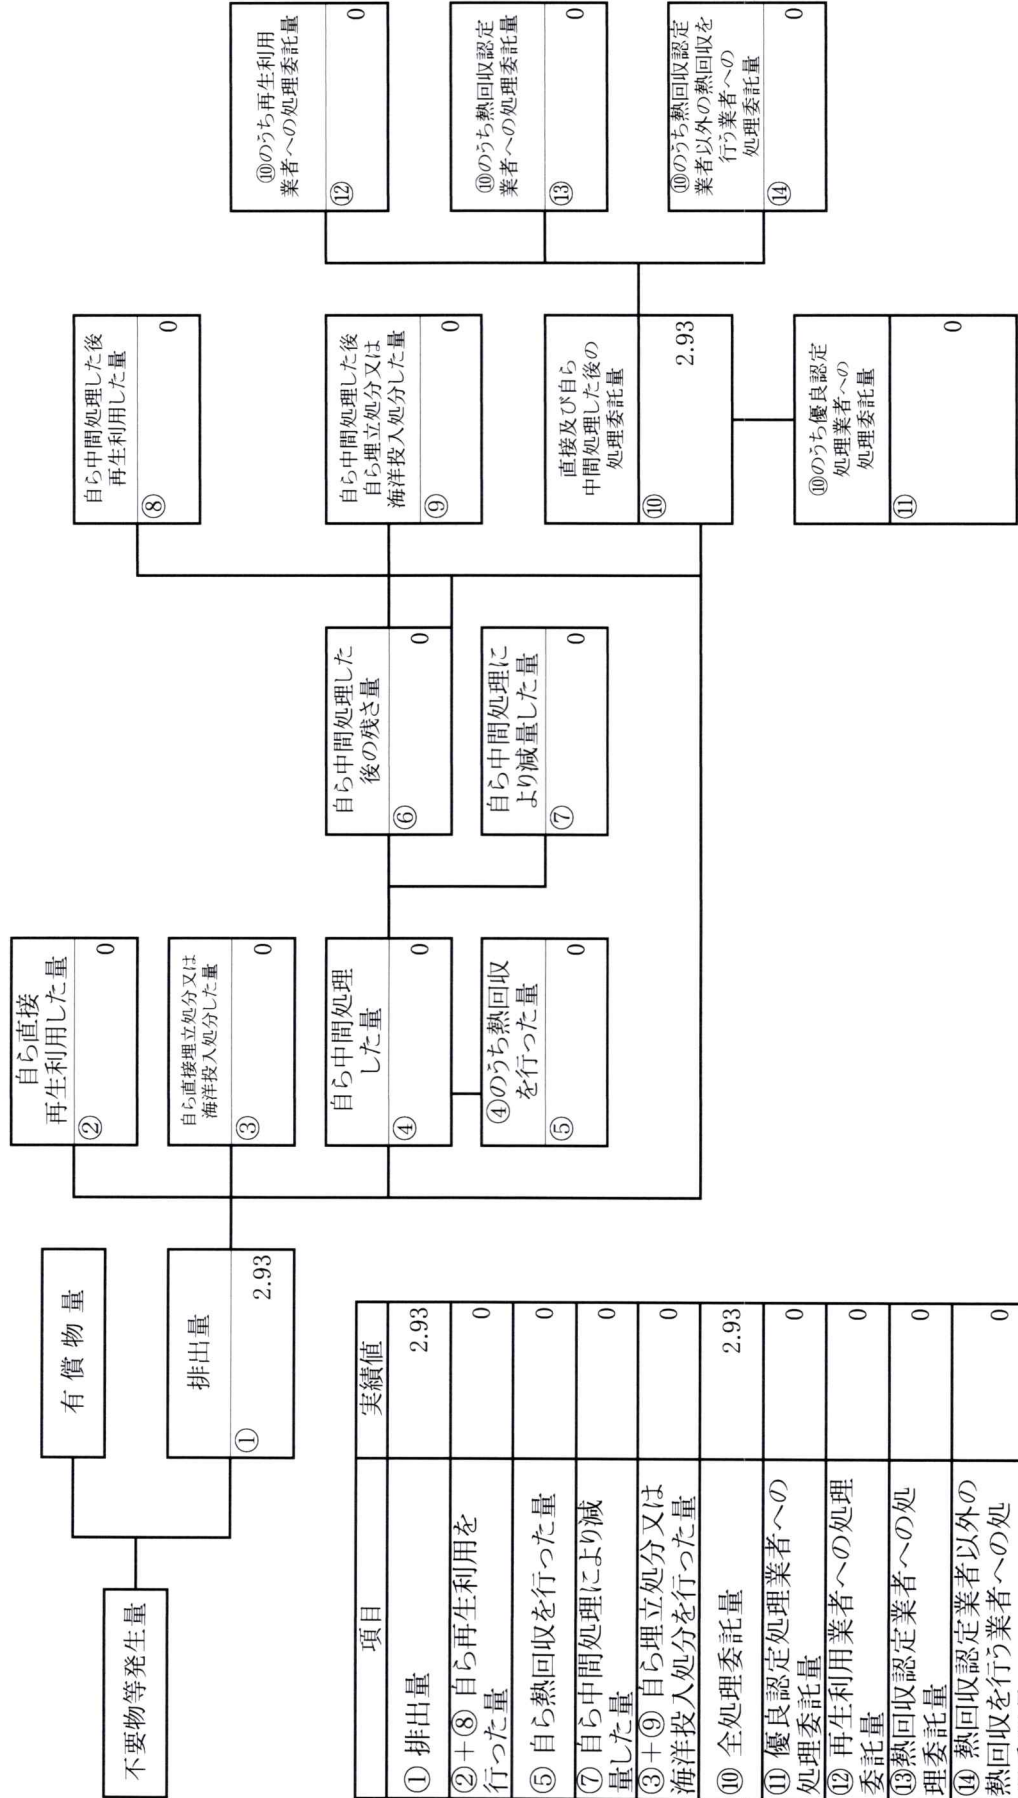 不要物等発生量
有償物量
排出量
①
2.93
自ら直接
再生利用した量
②
0
自ら直接埋立処分又は
海洋投入処分した量
③
0
自ら中間処理
した量
④
0
④のうち熱回収
を行った量
⑤
0
自ら中間処理した
後の残さ量
⑥
0
自ら中間処理に
より減量した量
⑦
0
自ら中間処理した後
再生利用した量
⑧
0
自ら中間処理した後
自ら埋立処分又は
海洋投入処分した量
⑨
0
直接及び自ら
中間処理した後の
処理委託量
⑩
2.93
⑩のうち優良認定
処理業者への
処理委託量
⑪
0
⑩のうち再生利用
業者への処理委託量
⑫
0
⑩のうち熱回収認定
業者への処理委託量
⑬
0
⑩のうち熱回収認定
業者以外の熱回収を
行う業者への
処理委託量
⑭
0
項目
実績値
① 排出量
2.93
②+⑧ 自ら再生利用を
行った量
0
⑤ 自ら熱回収を行った量
0
⑦ 自ら中間処理により減
量した量
0
③+⑨ 自ら埋立処分又は
海洋投入処分を行った量
0
⑩ 全処理委託量
2.93
⑪ 優良認定処理業者への
処理委託量
0
⑫ 再生利用業者への処理
委託量
0
⑬熱回収認定業者への処
理委託量
0
⑭ 熱回収認定業者以外の
熱回収を行う業者への処
0